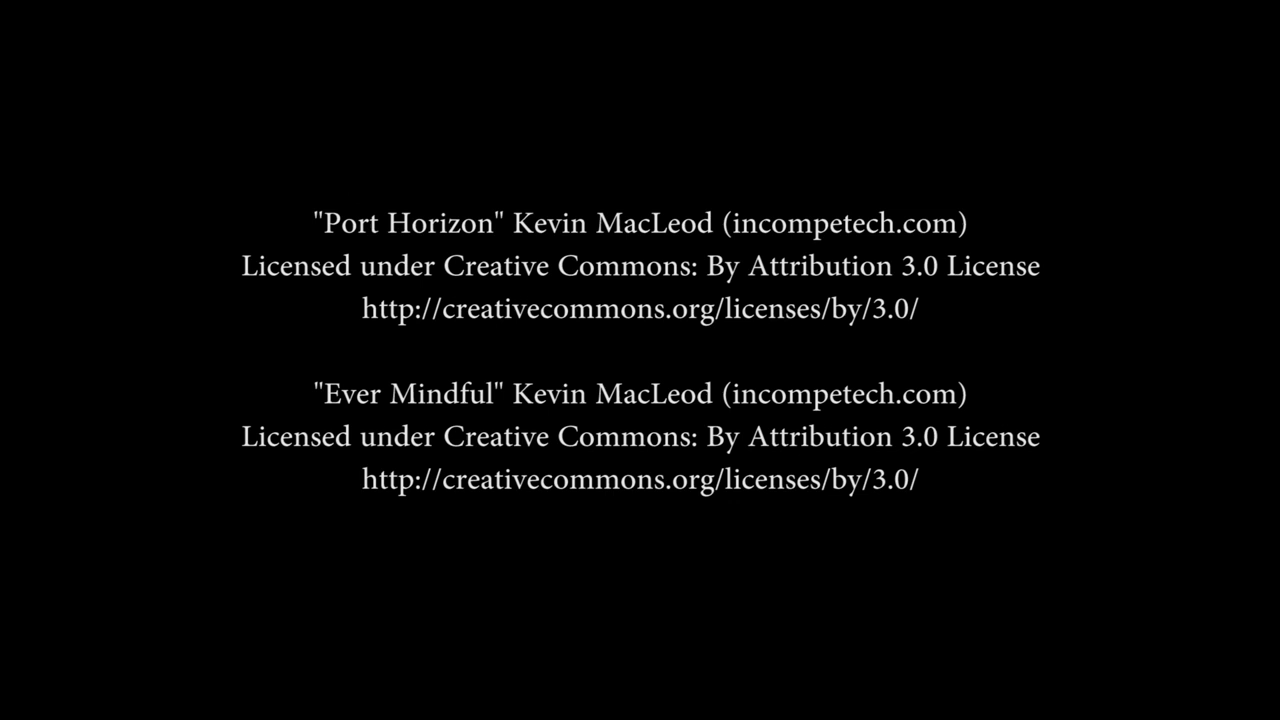 "Port Horizon" Kevin MacLeod (incompetech.com)
Licensed under Creative Commons: By Attribution 3.0 License
http://creativecommons.org/licenses/by/3.0/
"Ever Mindful" Kevin MacLeod (incompetech.com)
Licensed under Creative Commons: By Attribution 3.0 License
http://creativecommons.org/licenses/by/3.0/